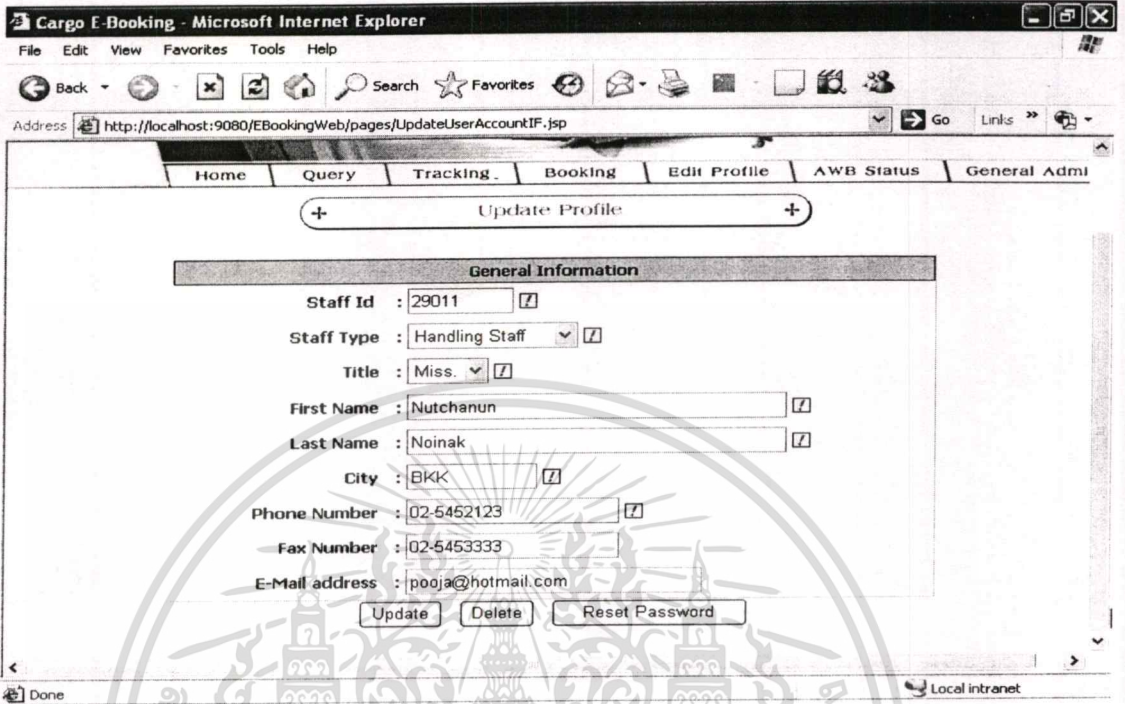 Cargo E-Booking - Microsoft Internet Explorer
File Edit View Favorites Tools Help
Back Search Favorites
Address http://localhost:9080/EBookingWeb/pages/UpdateUserAccountIF.jsp Go Links »
Home Query Tracking Booking Edit Profile AWB Status General Admi
Update Profile
General Information
Staff Id : 29011 !
Staff Type : Handling Staff !
Title : Miss. !
First Name : Nutchanun !
Last Name : Noinak !
City : BKK !
Phone Number : 02-5452123 !
Fax Number : 02-5453333
E-Mail address : pooja@hotmail.com
Update Delete Reset Password
Done Local intranet